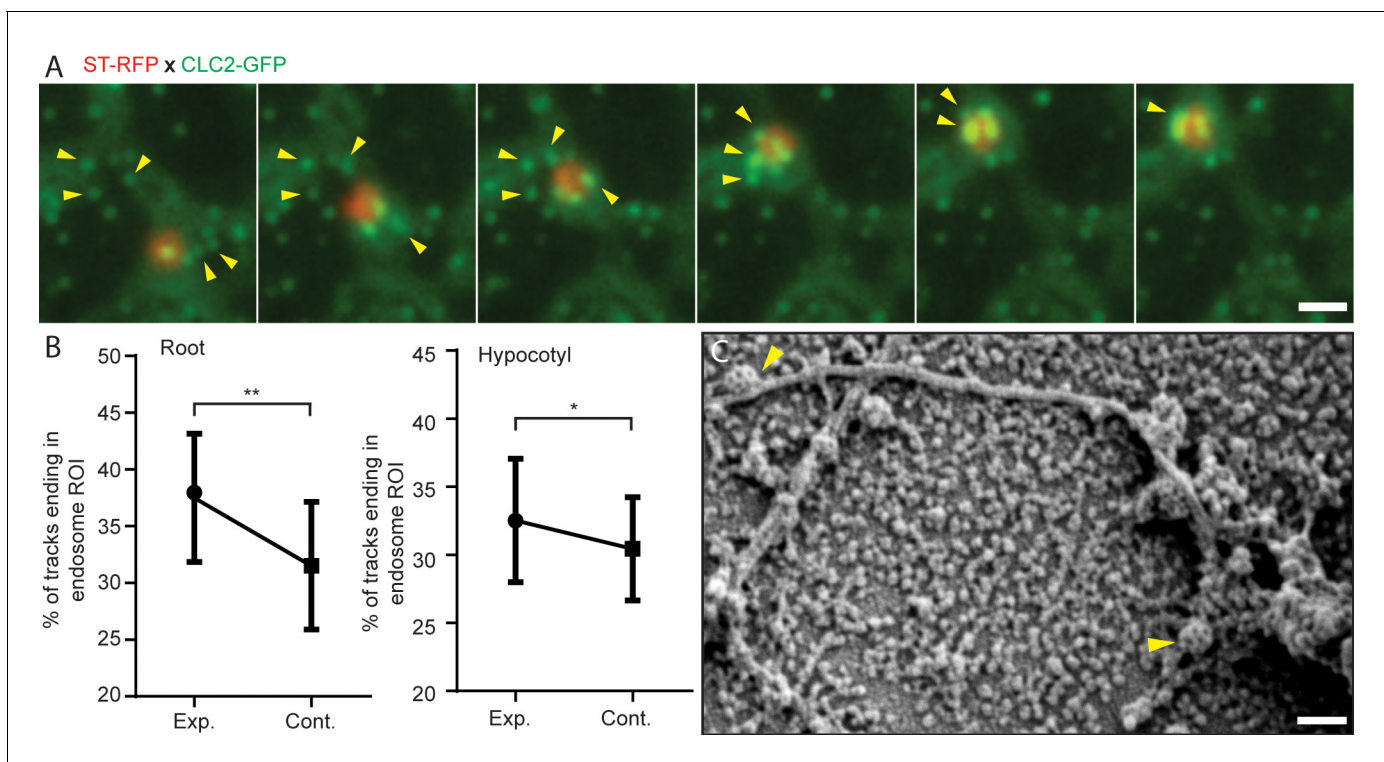 A ST-RFP x CLC2-GFP
B
Root
**
% of tracks ending in
endosome ROI
50
45
40
35
30
25
20
Exp. Cont.
Hypocotyl
*
% of tracks ending in
endosome ROI
45
40
35
30
25
20
Exp. Cont.
C